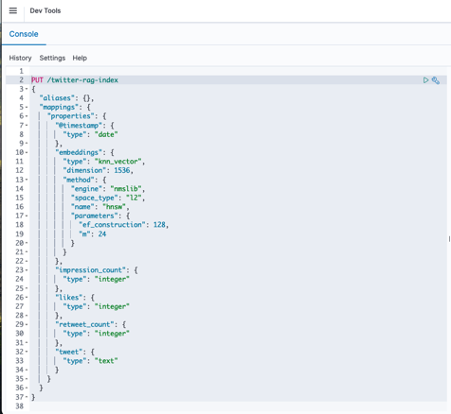 Dev Tools
Console
History Settings Help
1
2 PUT /twitter-rag-index
3 {
4 "aliases": {},
5 "mappings": {
6 "properties": {
7 "@timestamp": {
8 "type": "date"
9 },
10 "embeddings": {
11 "type": "knn_vector",
12 "dimension": 1536,
13 "method": {
14 "engine": "nmslib",
15 "space_type": "l2",
16 "name": "hnsw",
17 "parameters": {
18 "ef_construction": 128,
19 "m": 24
20 }
21 }
22 },
23 "impression_count": {
24 "type": "integer"
25 },
26 "likes": {
27 "type": "integer"
28 },
29 "retweet_count": {
30 "type": "integer"
31 },
32 "tweet": {
33 "type": "text"
34 }
35 }
36 }
37 }
38